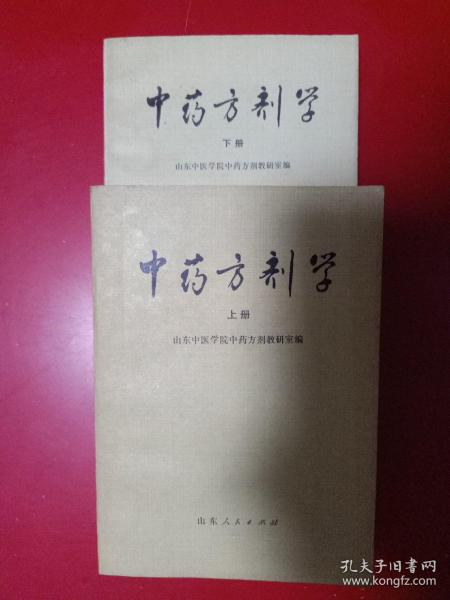 中药方剂学
下册
山东中医学院中药方剂教研室编
中药方剂学
上册
山东中医学院中药方剂教研室编
山东人民出版社
孔夫子旧书网
www.kongfz.com